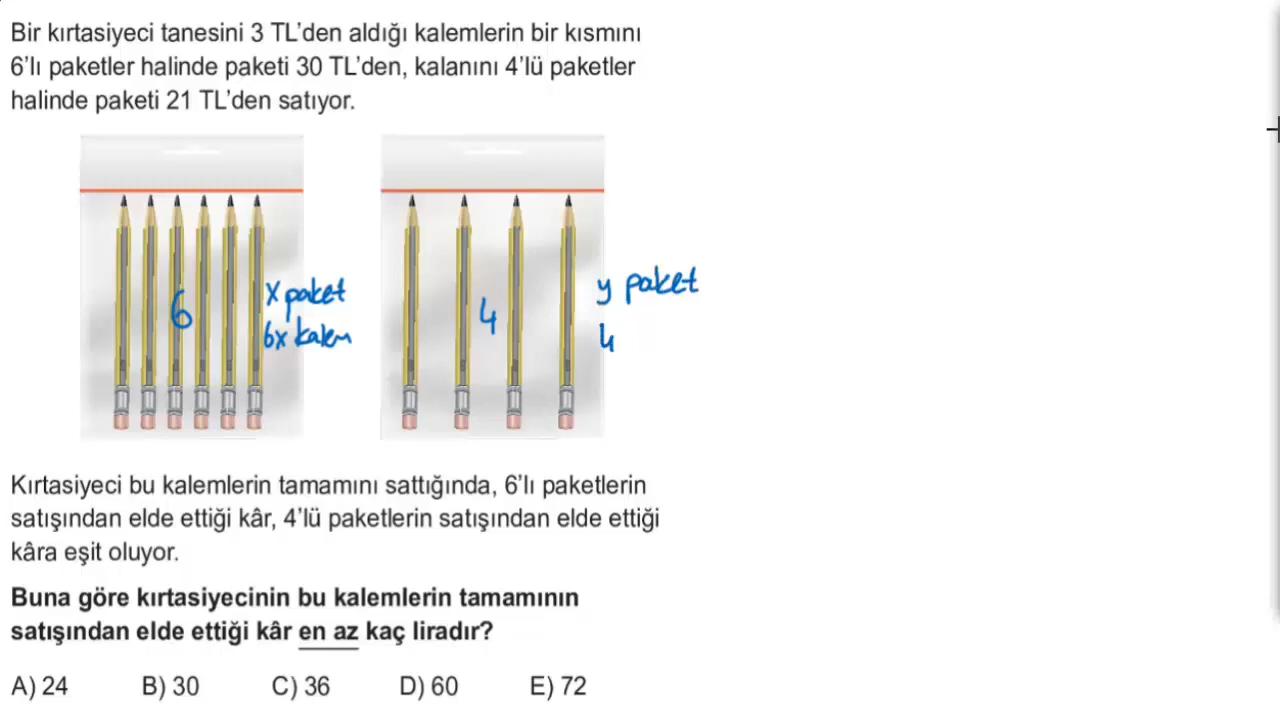 Bir kırtasiyeci tanesini 3 TL’den aldığı kalemlerin bir kısmını
6’lı paketler halinde paketi 30 TL’den, kalanını 4’lü paketler
halinde paketi 21 TL’den satıyor.
6
x paket
6x kalem
4
y paket
4
Kırtasiyeci bu kalemlerin tamamını sattığında, 6’lı paketlerin
satışından elde ettiği kâr, 4’lü paketlerin satışından elde ettiği
kâra eşit oluyor.
Buna göre kırtasiyecinin bu kalemlerin tamamının
satışından elde ettiği kâr en az kaç liradır?
A) 24 B) 30 C) 36 D) 60 E) 72